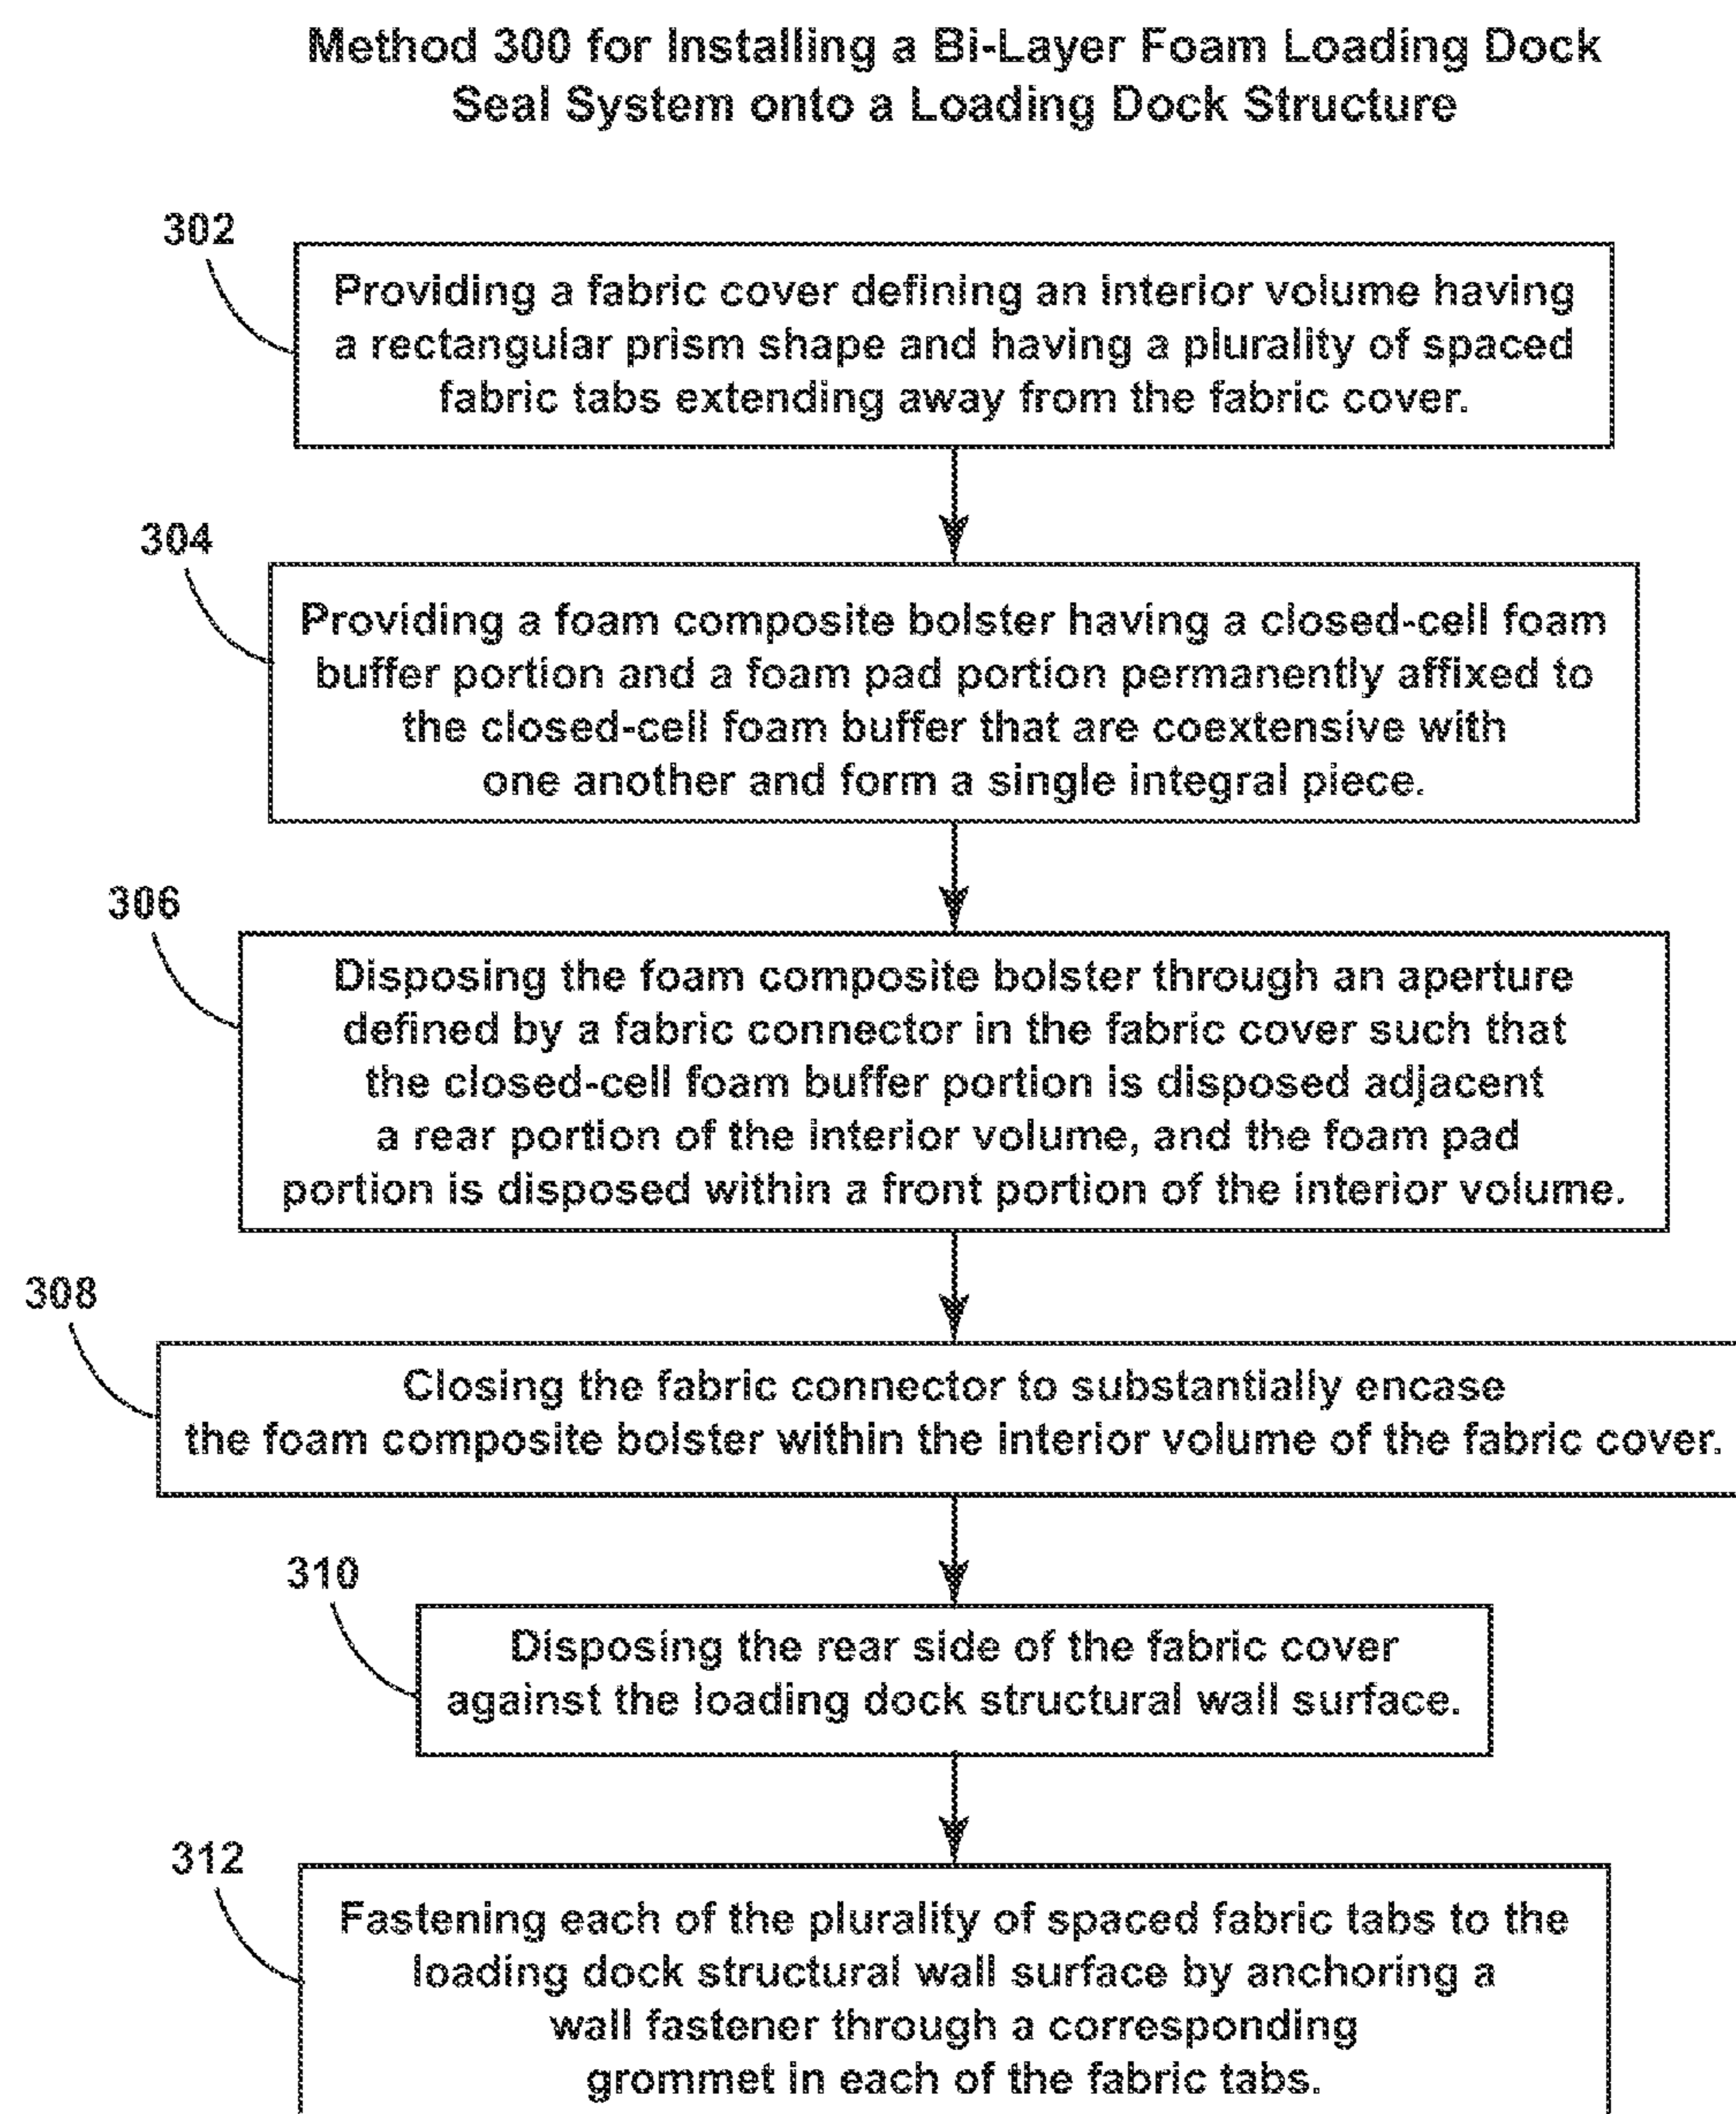 Method 300 for Installing a Bi-Layer Foam Loading Dock
Seal System onto a Loading Dock Structure
302
Providing a fabric cover defining an interior volume having
a rectangular prism shape and having a plurality of spaced
fabric tabs extending away from the fabric cover.
304
Providing a foam composite bolster having a closed-cell foam
buffer portion and a foam pad portion permanently affixed to
the closed-cell foam buffer that are coextensive with
one another and form a single integral piece.
306
Disposing the foam composite bolster through an aperture
defined by a fabric connector in the fabric cover such that
the closed-cell foam buffer portion is disposed adjacent
a rear portion of the interior volume, and the foam pad
portion is disposed within a front portion of the interior volume.
308
Closing the fabric connector to substantially encase
the foam composite bolster within the interior volume of the fabric cover.
310
Disposing the rear side of the fabric cover
against the loading dock structural wall surface.
312
Fastening each of the plurality of spaced fabric tabs to the
loading dock structural wall surface by anchoring a
wall fastener through a corresponding
grommet in each of the fabric tabs.